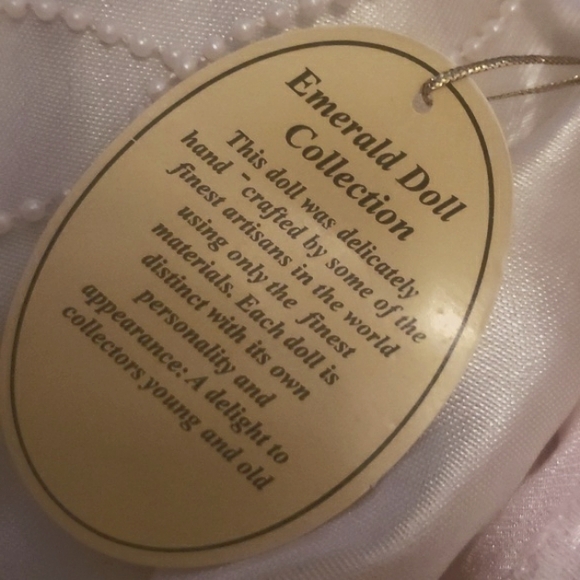 Emerald Doll
Collection
This doll was delicately
hand - crafted by some of the
finest artisans in the world
using only the finest
materials. Each doll is
distinct with its own
personality and
appearance: A delight to
collectors young and old